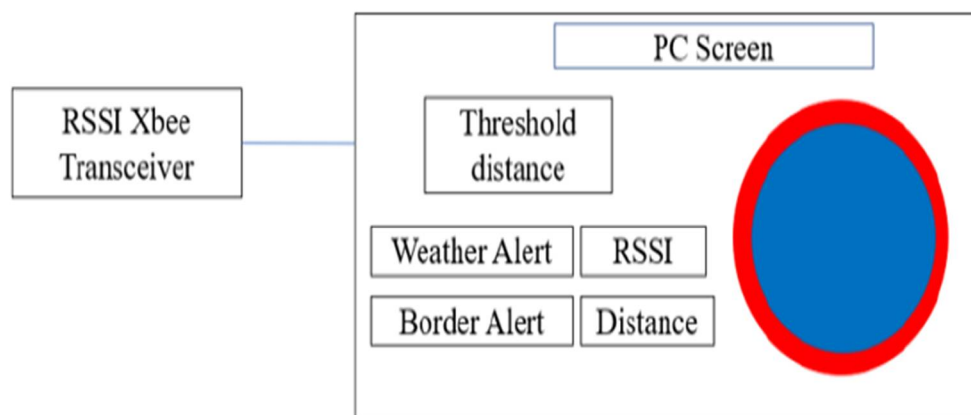 PC Screen
RSSI Xbee
Transceiver
Threshold
distance
Weather Alert
RSSI
Border Alert
Distance